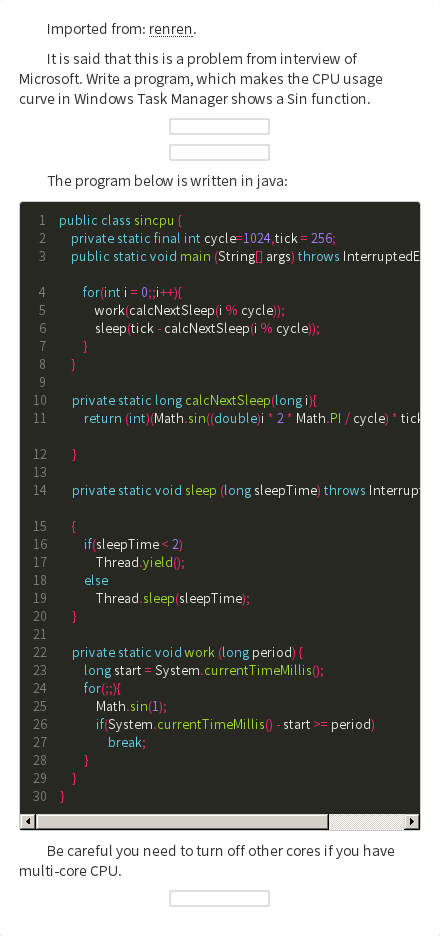 Imported from: renren.
It is said that this is a problem from interview of
Microsoft. Write a program, which makes the CPU usage
curve in Windows Task Manager shows a Sin function.
The program below is written in java:
1 public class sincpu {
2 private static final int cycle=1024,tick = 256;
3 public static void main (String[] args) throws InterruptedE
4 for(int i = 0;;i++){
5 work(calcNextSleep(i % cycle));
6 sleep(tick - calcNextSleep(i % cycle));
7 }
8 }
9
10 private static long calcNextSleep(long i){
11 return (int)(Math.sin((double)i * 2 * Math.PI / cycle) * tick
12 }
13
14 private static void sleep (long sleepTime) throws Interrupt
15 {
16 if(sleepTime < 2)
17 Thread.yield();
18 else
19 Thread.sleep(sleepTime);
20 }
21
22 private static void work (long period) {
23 long start = System.currentTimeMillis();
24 for(;;){
25 Math.sin(1);
26 if(System.currentTimeMillis() - start >= period)
27 break;
28 }
29 }
30 }
Be careful you need to turn off other cores if you have
multi-core CPU.